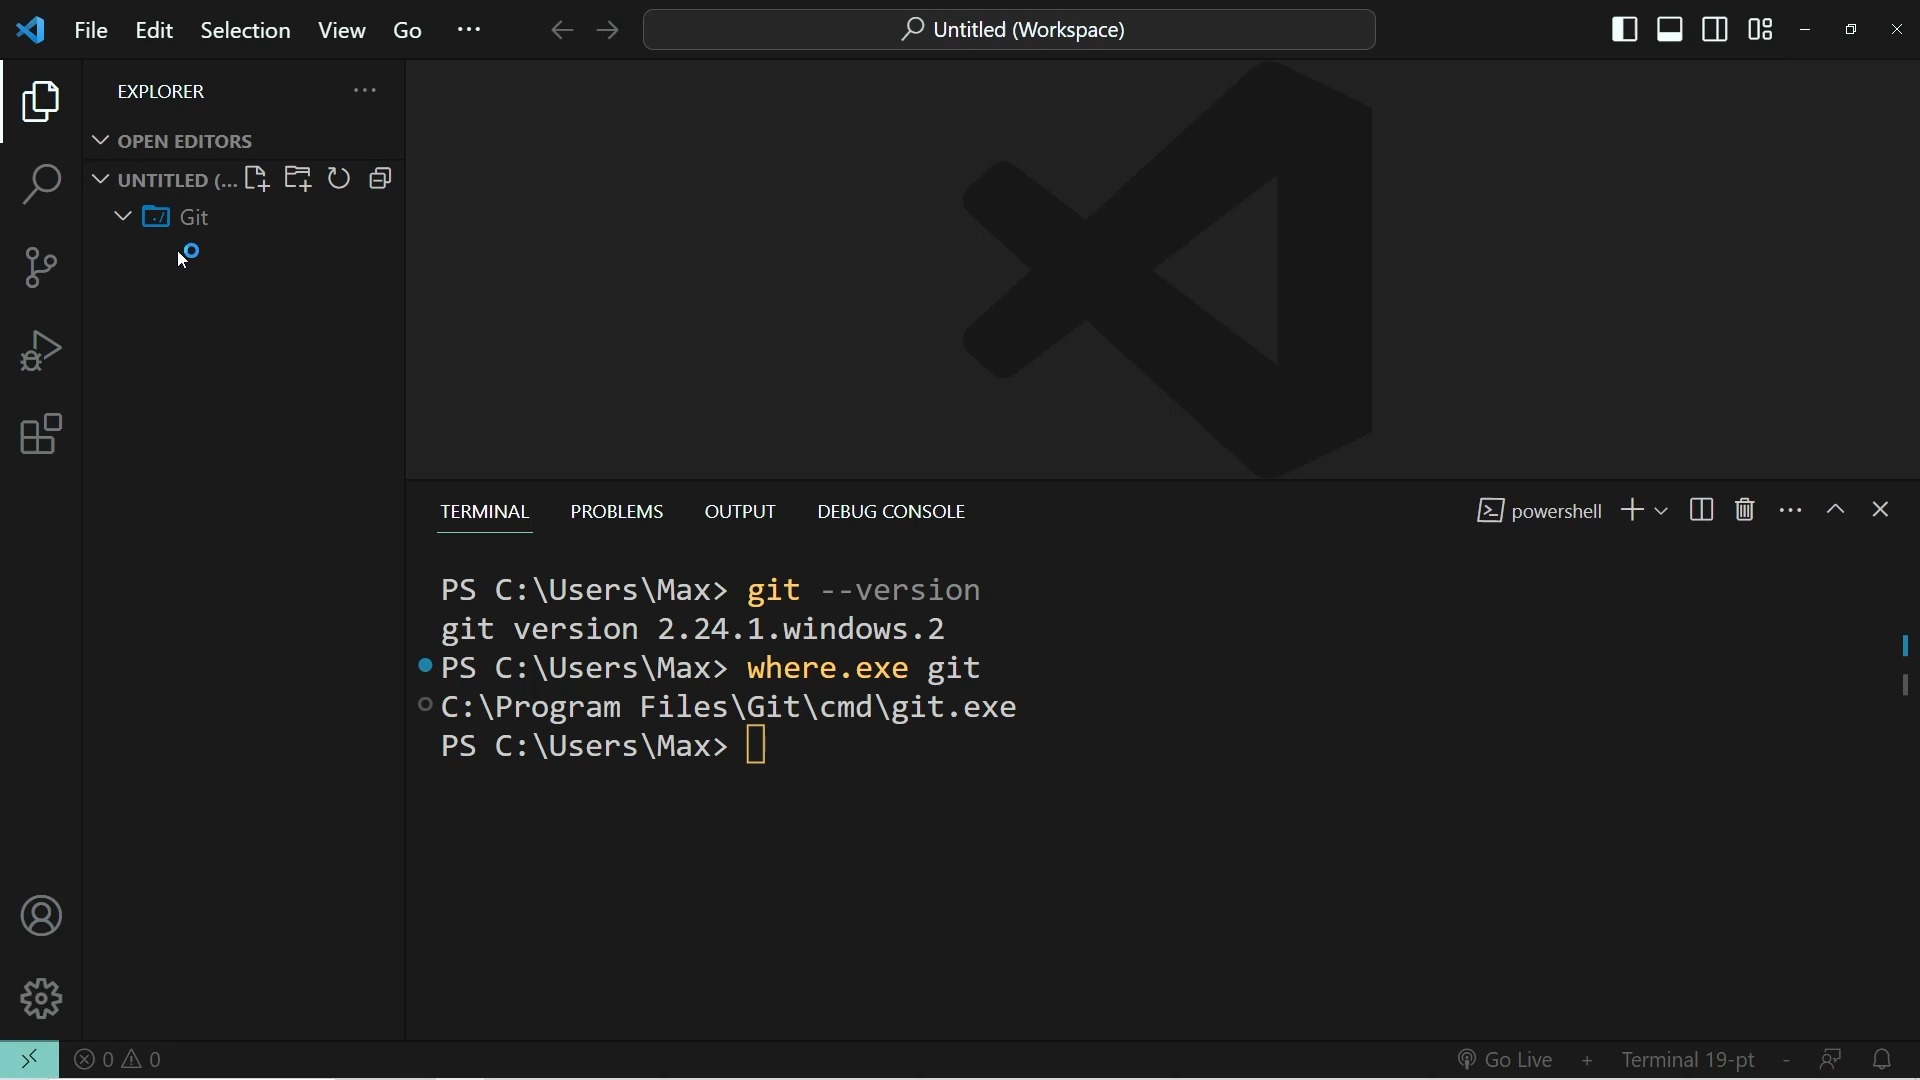 File Edit Selection View Go ··· Untitled (Workspace)
EXPLORER ···
OPEN EDITORS
UNTITLED (...
Git
TERMINAL PROBLEMS OUTPUT DEBUG CONSOLE powershell
PS C:\Users\Max> git --version
git version 2.24.1.windows.2
PS C:\Users\Max> where.exe git
C:\Program Files\Git\cmd\git.exe
PS C:\Users\Max>
0 0 Go Live + Terminal 19-pt -